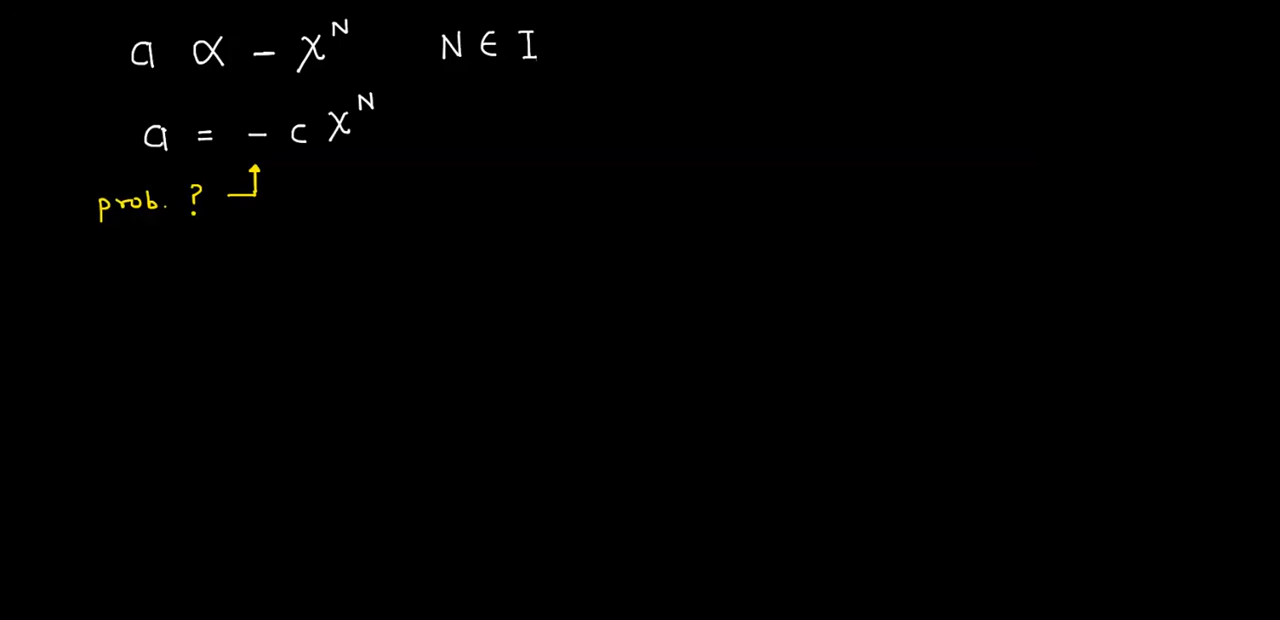 a α - x^N N ∈ I
a = - c x^N
prob. ?